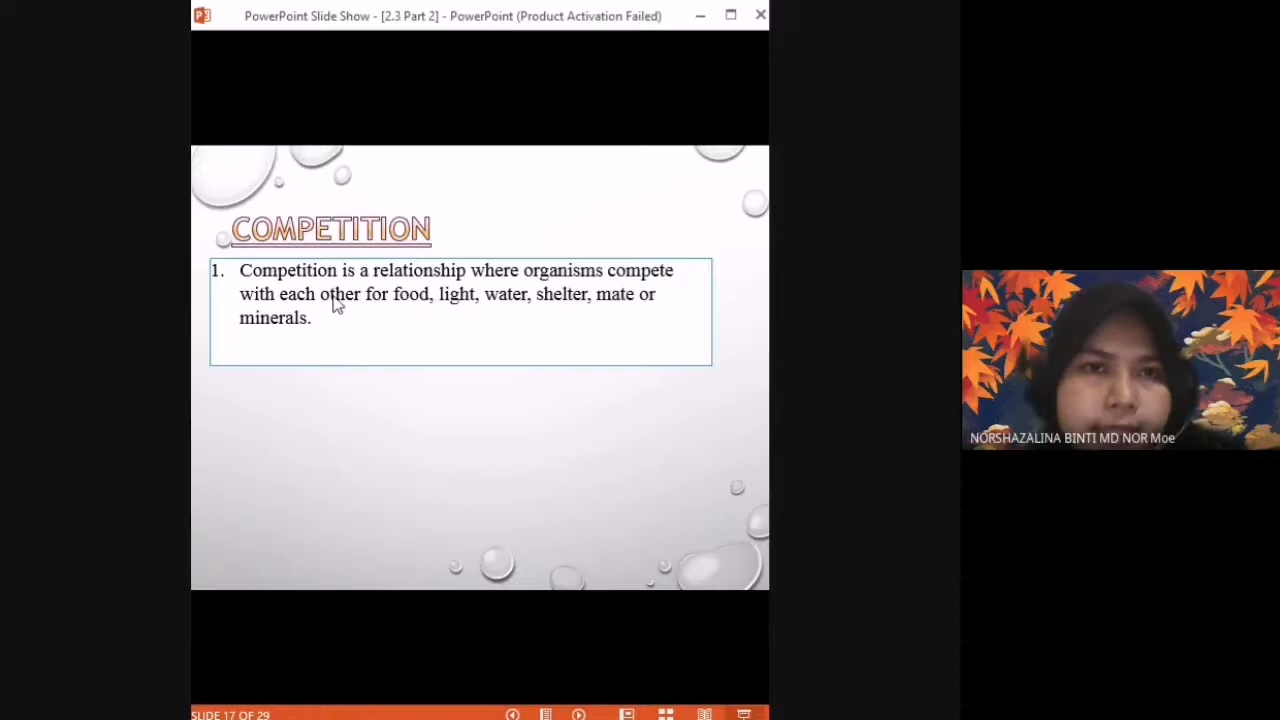 PowerPoint Slide Show - [2.3 Part 2] - PowerPoint (Product Activation Failed)
COMPETITION
1. Competition is a relationship where organisms compete
with each other for food, light, water, shelter, mate or
minerals.
NORSHAZALINA BINTI MD NOR Moe
SLIDE 17 OF 29